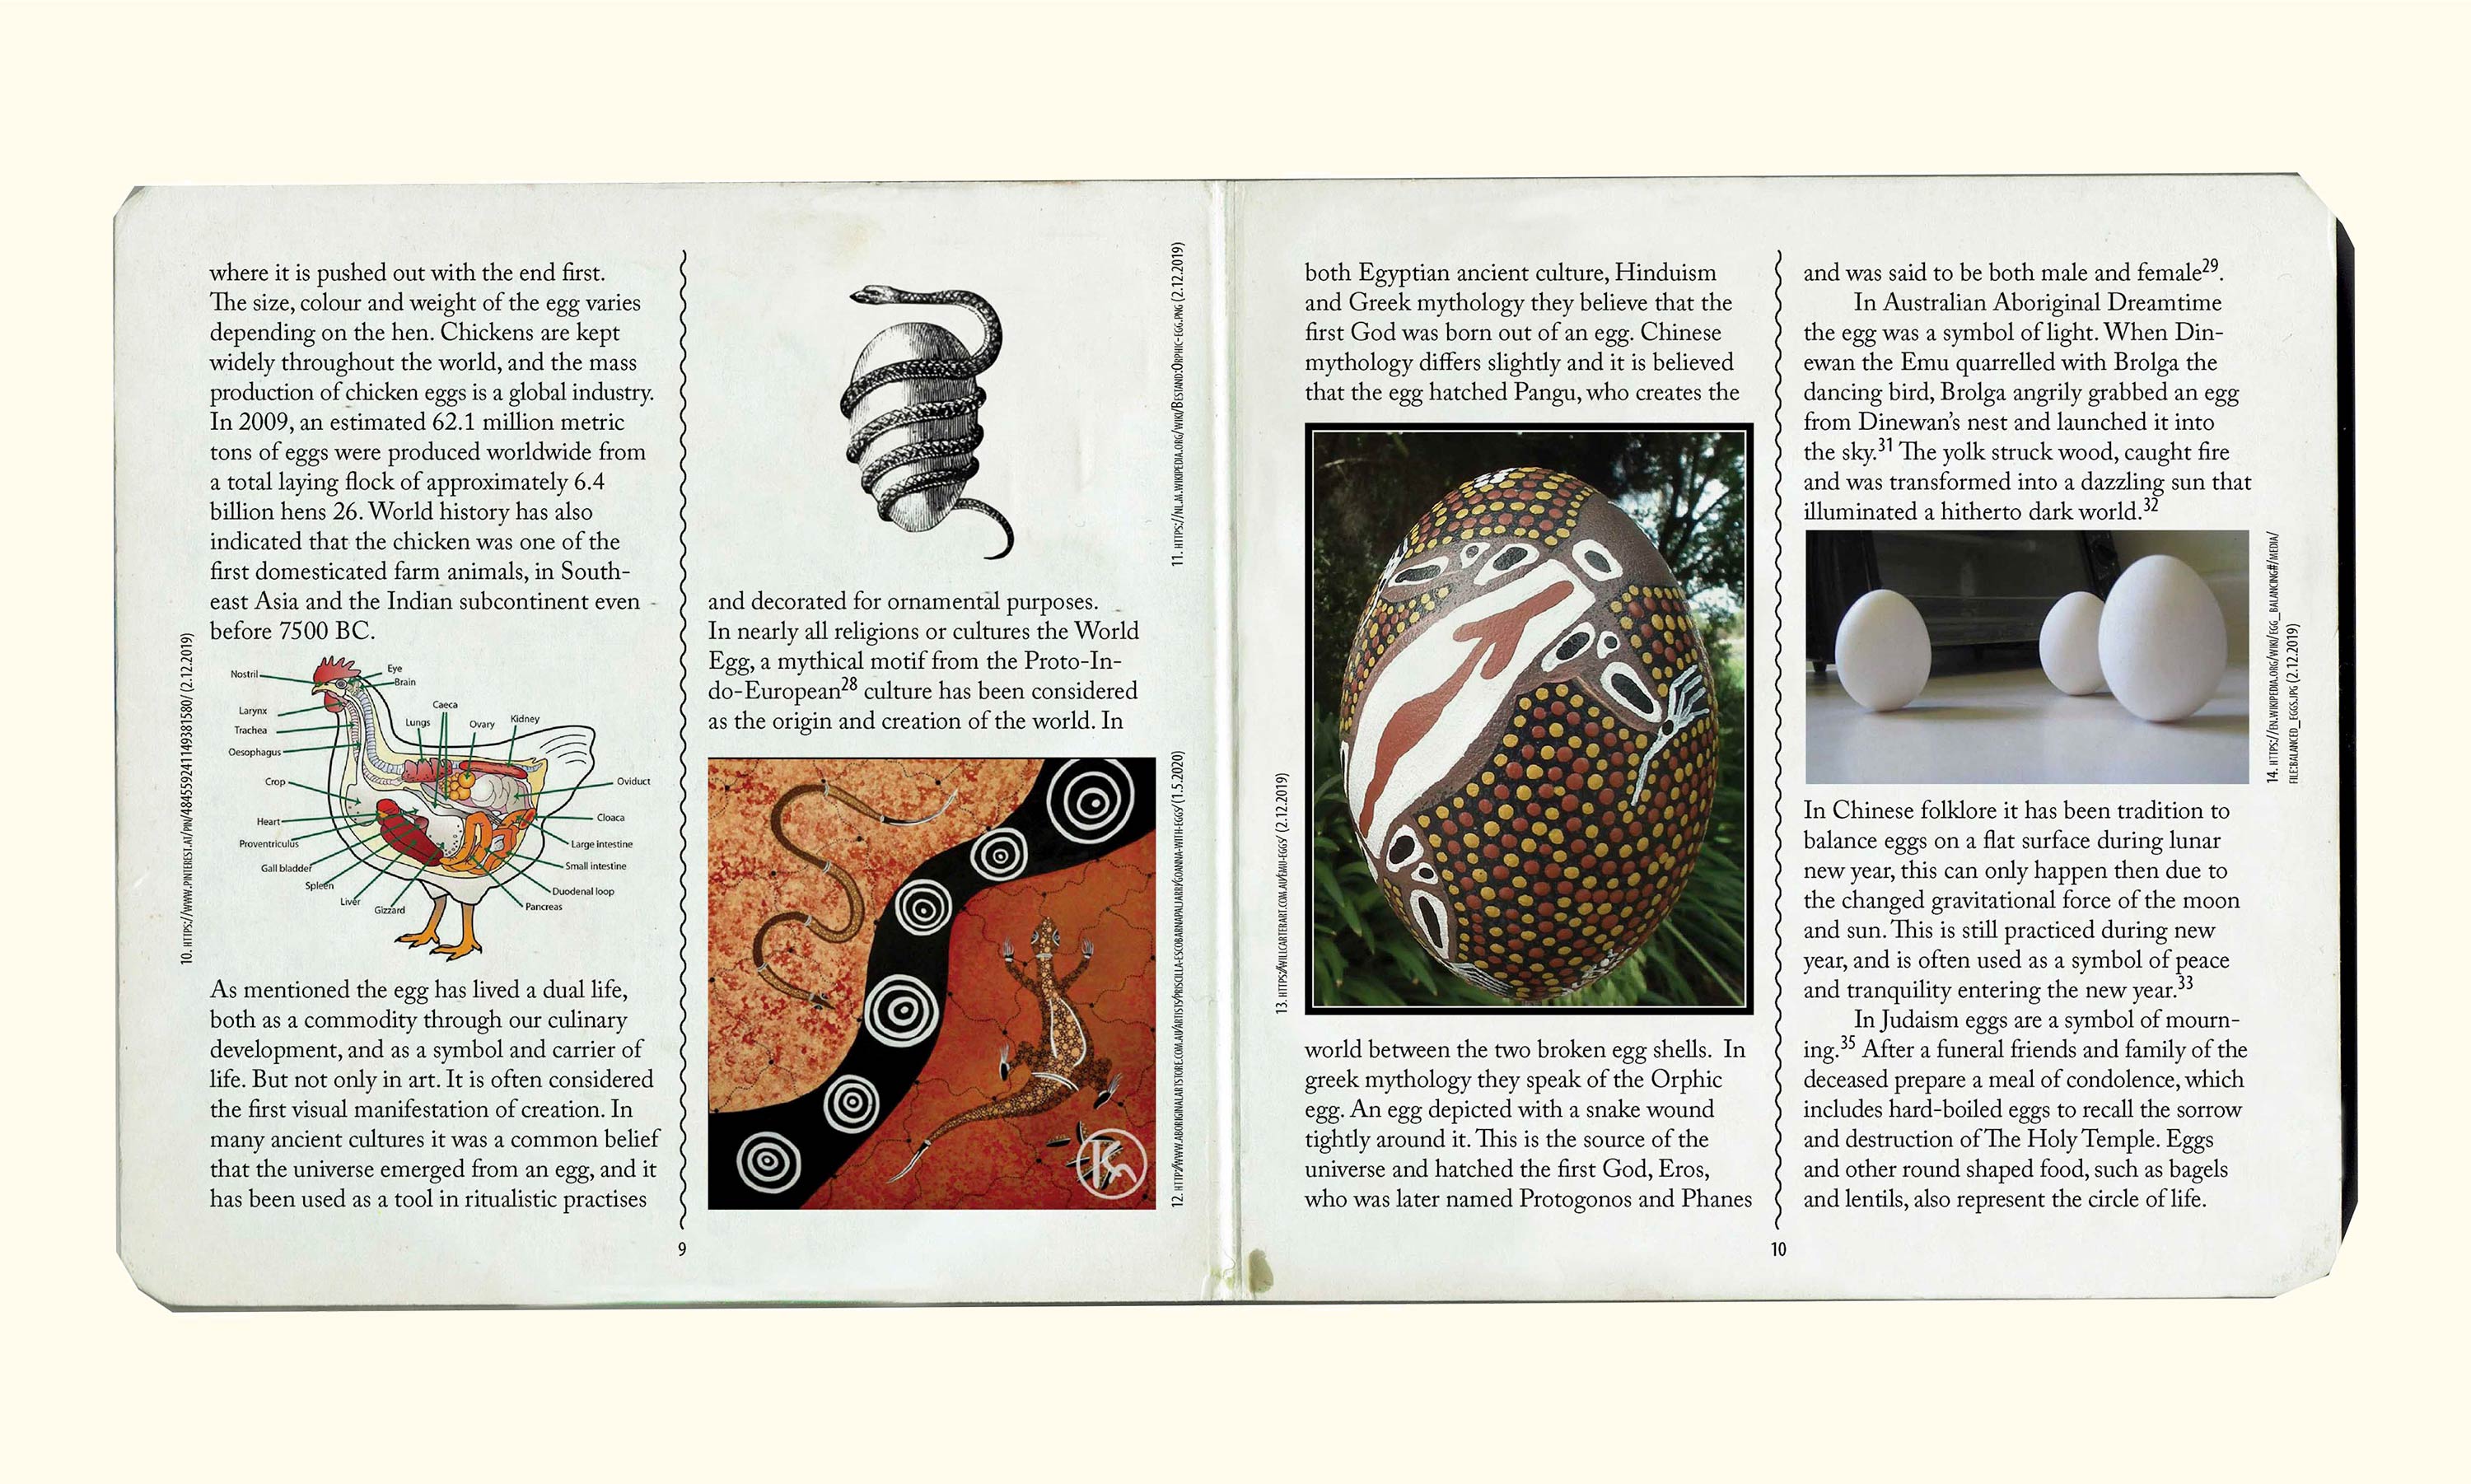 where it is pushed out with the end first.
The size, colour and weight of the egg varies
depending on the hen. Chickens are kept
widely throughout the world, and the mass
production of chicken eggs is a global industry.
In 2009, an estimated 62.1 million metric
tons of eggs were produced worldwide from
a total laying flock of approximately 6.4
billion hens 26. World history has also
indicated that the chicken was one of the
first domesticated farm animals, in South-
east Asia and the Indian subcontinent even
before 7500 BC.
10. HTTPS://WWW.PINTEREST.AT/PIN/484559241149381580/ (2.12.2019)
Nostril
Eye
Brain
Larynx
Trachea
Oesophagus
Caeca
Lungs
Ovary
Kidney
Crop
Oviduct
Heart
Cloaca
Proventriculus
Large intestine
Gall bladder
Small intestine
Spleen
Duodenal loop
Liver
Gizzard
Pancreas
As mentioned the egg has lived a dual life,
both as a commodity through our culinary
development, and as a symbol and carrier of
life. But not only in art. It is often considered
the first visual manifestation of creation. In
many ancient cultures it was a common belief
that the universe emerged from an egg, and it
has been used as a tool in ritualistic practises
9
11. HTTPS://NL.M.WIKIPEDIA.ORG/WIKI/BESTAND:ORPHIC-EGG.PNG (2.12.2019)
and decorated for ornamental purposes.
In nearly all religions or cultures the World
Egg, a mythical motif from the Proto-In-
do-European28 culture has been considered
as the origin and creation of the world. In
12. HTTP://WWW.ABORIGINALARTSTORE.COM.AU/ARTISTS/PRISCILLA-ESCOBARNAPALJARRI/GOANNA-WITH-EGGS/ (1.5.2020)
both Egyptian ancient culture, Hinduism
and Greek mythology they believe that the
first God was born out of an egg. Chinese
mythology differs slightly and it is believed
that the egg hatched Pangu, who creates the
13. HTTPS://WILLCARTERART.COM.AU/EMU-EGGS/ (2.12.2019)
world between the two broken egg shells. In
greek mythology they speak of the Orphic
egg. An egg depicted with a snake wound
tightly around it. This is the source of the
universe and hatched the first God, Eros,
who was later named Protogonos and Phanes
10
and was said to be both male and female29.
In Australian Aboriginal Dreamtime
the egg was a symbol of light. When Din-
ewan the Emu quarrelled with Brolga the
dancing bird, Brolga angrily grabbed an egg
from Dinewan's nest and launched it into
the sky.31 The yolk struck wood, caught fire
and was transformed into a dazzling sun that
illuminated a hitherto dark world.32
14. HTTPS://EN.WIKIPEDIA.ORG/WIKI/EGG_BALANCING#/MEDIA/
FILE:BALANCED_EGGS.JPG (2.12.2019)
In Chinese folklore it has been tradition to
balance eggs on a flat surface during lunar
new year, this can only happen then due to
the changed gravitational force of the moon
and sun. This is still practiced during new
year, and is often used as a symbol of peace
and tranquility entering the new year.33
In Judaism eggs are a symbol of mourn-
ing.35 After a funeral friends and family of the
deceased prepare a meal of condolence, which
includes hard-boiled eggs to recall the sorrow
and destruction of The Holy Temple. Eggs
and other round shaped food, such as bagels
and lentils, also represent the circle of life.